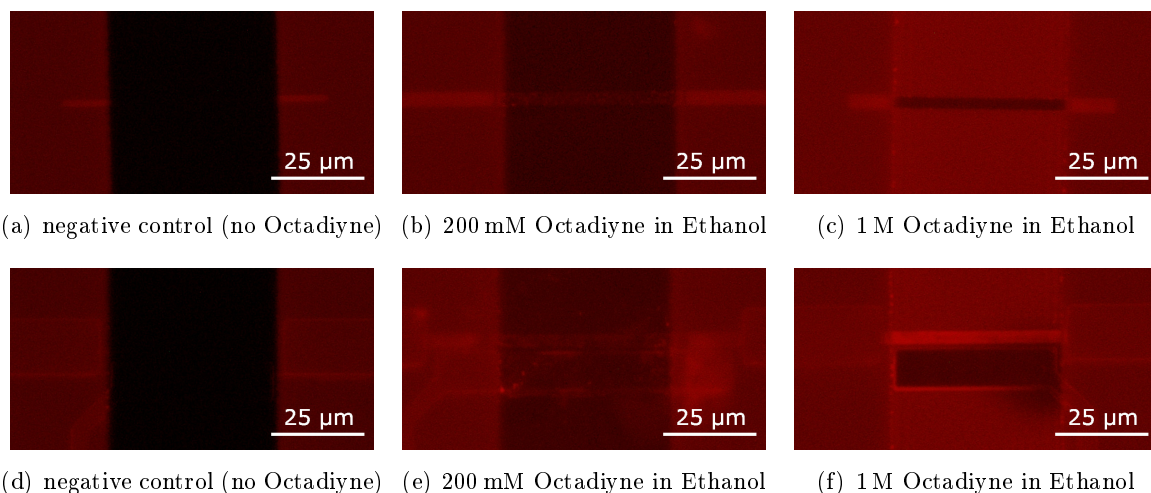 25 μm
25 μm
25 μm
(a) negative control (no Octadiyne)
(b) 200 mM Octadiyne in Ethanol
(c) 1 M Octadiyne in Ethanol
25 μm
25 μm
25 μm
(d) negative control (no Octadiyne)
(e) 200 mM Octadiyne in Ethanol
(f) 1 M Octadiyne in Ethanol